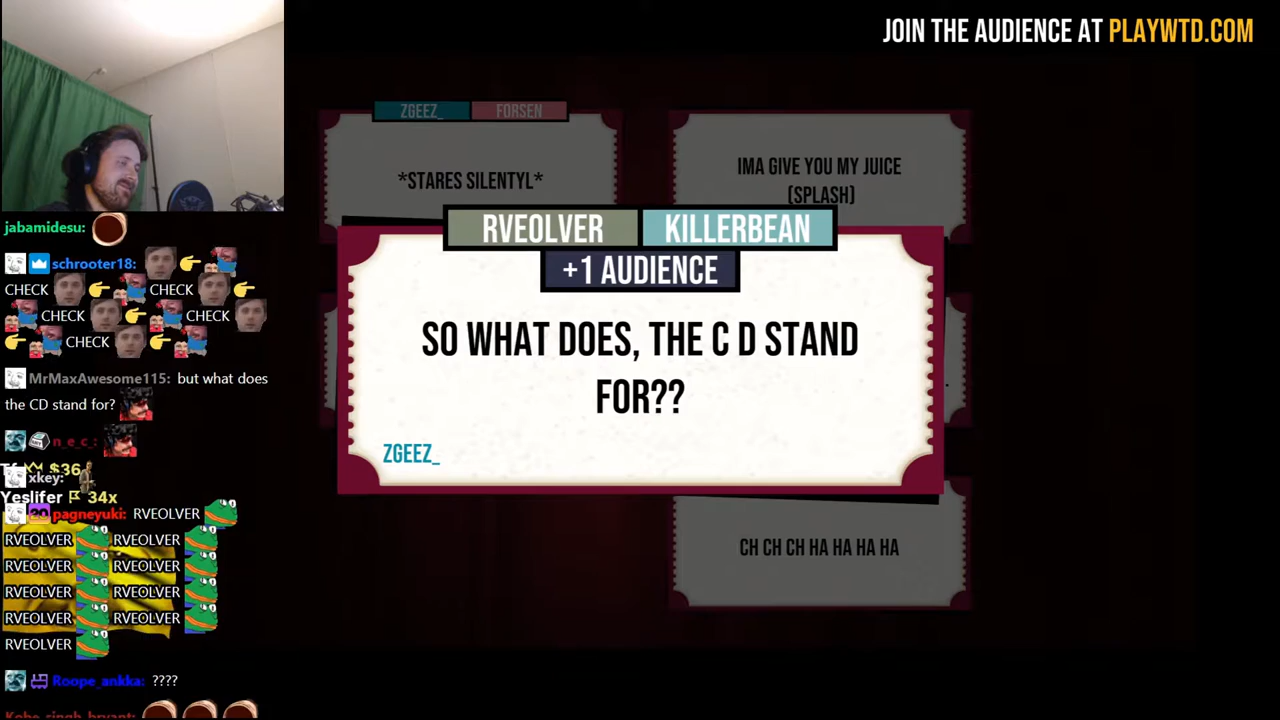 JOIN THE AUDIENCE AT PLAYWTD.COM
ZGEEZ_ FORSEN
*STARES SILENTYL*
IMA GIVE YOU MY JUICE
(SPLASH)
RVEOLVER KILLERBEAN
+1 AUDIENCE
SO WHAT DOES, THE C D STAND
FOR??
ZGEEZ_
CH CH CH HA HA HA HA
jabamidesu:
schrooter18:
CHECK CHECK
CHECK CHECK
CHECK
MrMaxAwesome115: but what does
the CD stand for?
n_e_c:
$36
xkey:
Yeslifer 34x
pagneyuki: RVEOLVER
RVEOLVER RVEOLVER
RVEOLVER RVEOLVER
RVEOLVER RVEOLVER
RVEOLVER RVEOLVER
RVEOLVER
Roope_ankka: ????
Kobe_singh_bryant: